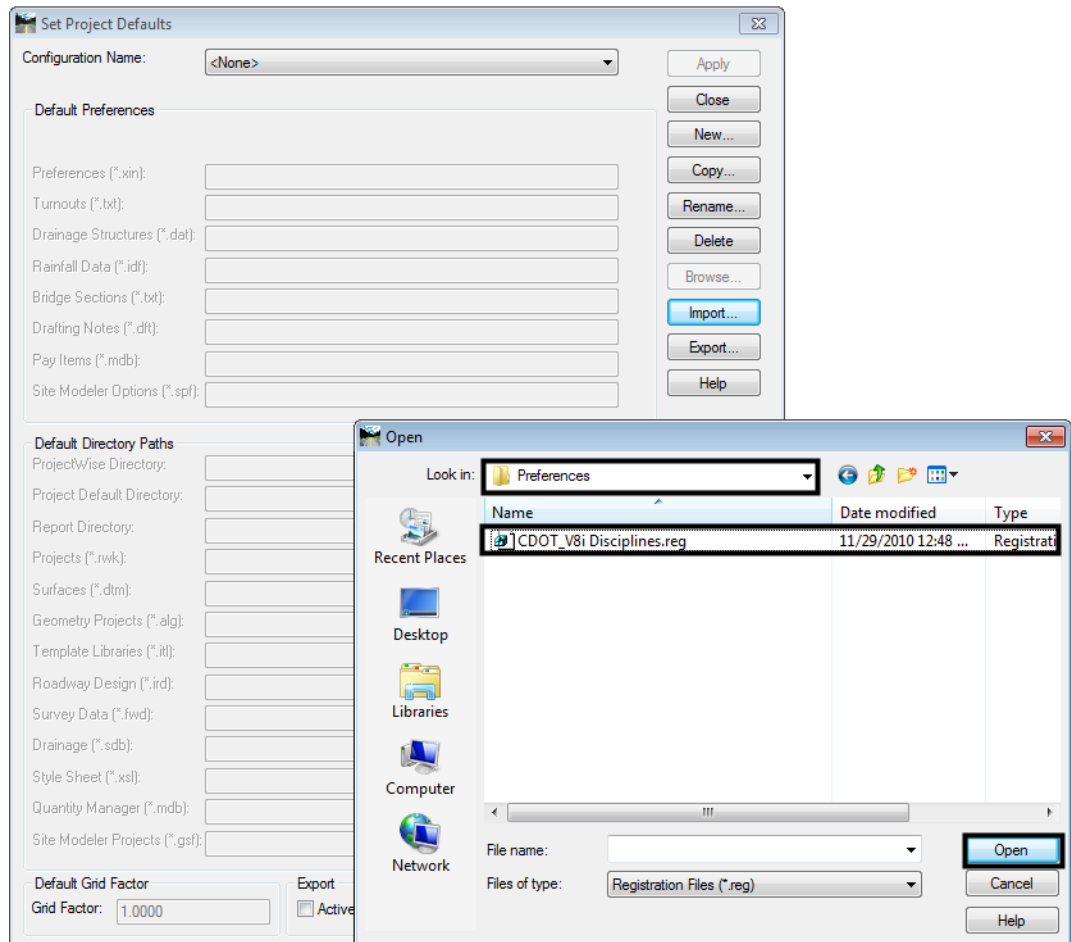 Set Project Defaults
Configuration Name:
<None>
Apply
Close
Default Preferences
New...
Copy...
Preferences (*.xin):
Turnouts (*.txt):
Rename...
Drainage Structures (*.dat):
Delete
Rainfall Data (*.idf):
Browse...
Bridge Sections (*.txt):
Import...
Drafting Notes (*.dft):
Export...
Pay Items (*.mdb):
Help
Site Modeler Options (*.spf):
Default Directory Paths
ProjectWise Directory:
Project Default Directory:
Report Directory:
Projects (*.rwk):
Surfaces (*.dtm):
Geometry Projects (*.alg):
Template Libraries (*.itl):
Roadway Design (*.ird):
Survey Data (*.fwd):
Drainage (*.sdb):
Style Sheet (*.xsl):
Quantity Manager (*.mdb):
Site Modeler Projects (*.gsf):
Default Grid Factor
Grid Factor: 1.0000
Export
Active
Open
Look in: Preferences
Name Date modified Type
CDOT_V8i Disciplines.reg 11/29/2010 12:48 ... Registrati
Recent Places
Desktop
Libraries
Computer
Network
File name:
Open
Files of type: Registration Files (*.reg)
Cancel
Help